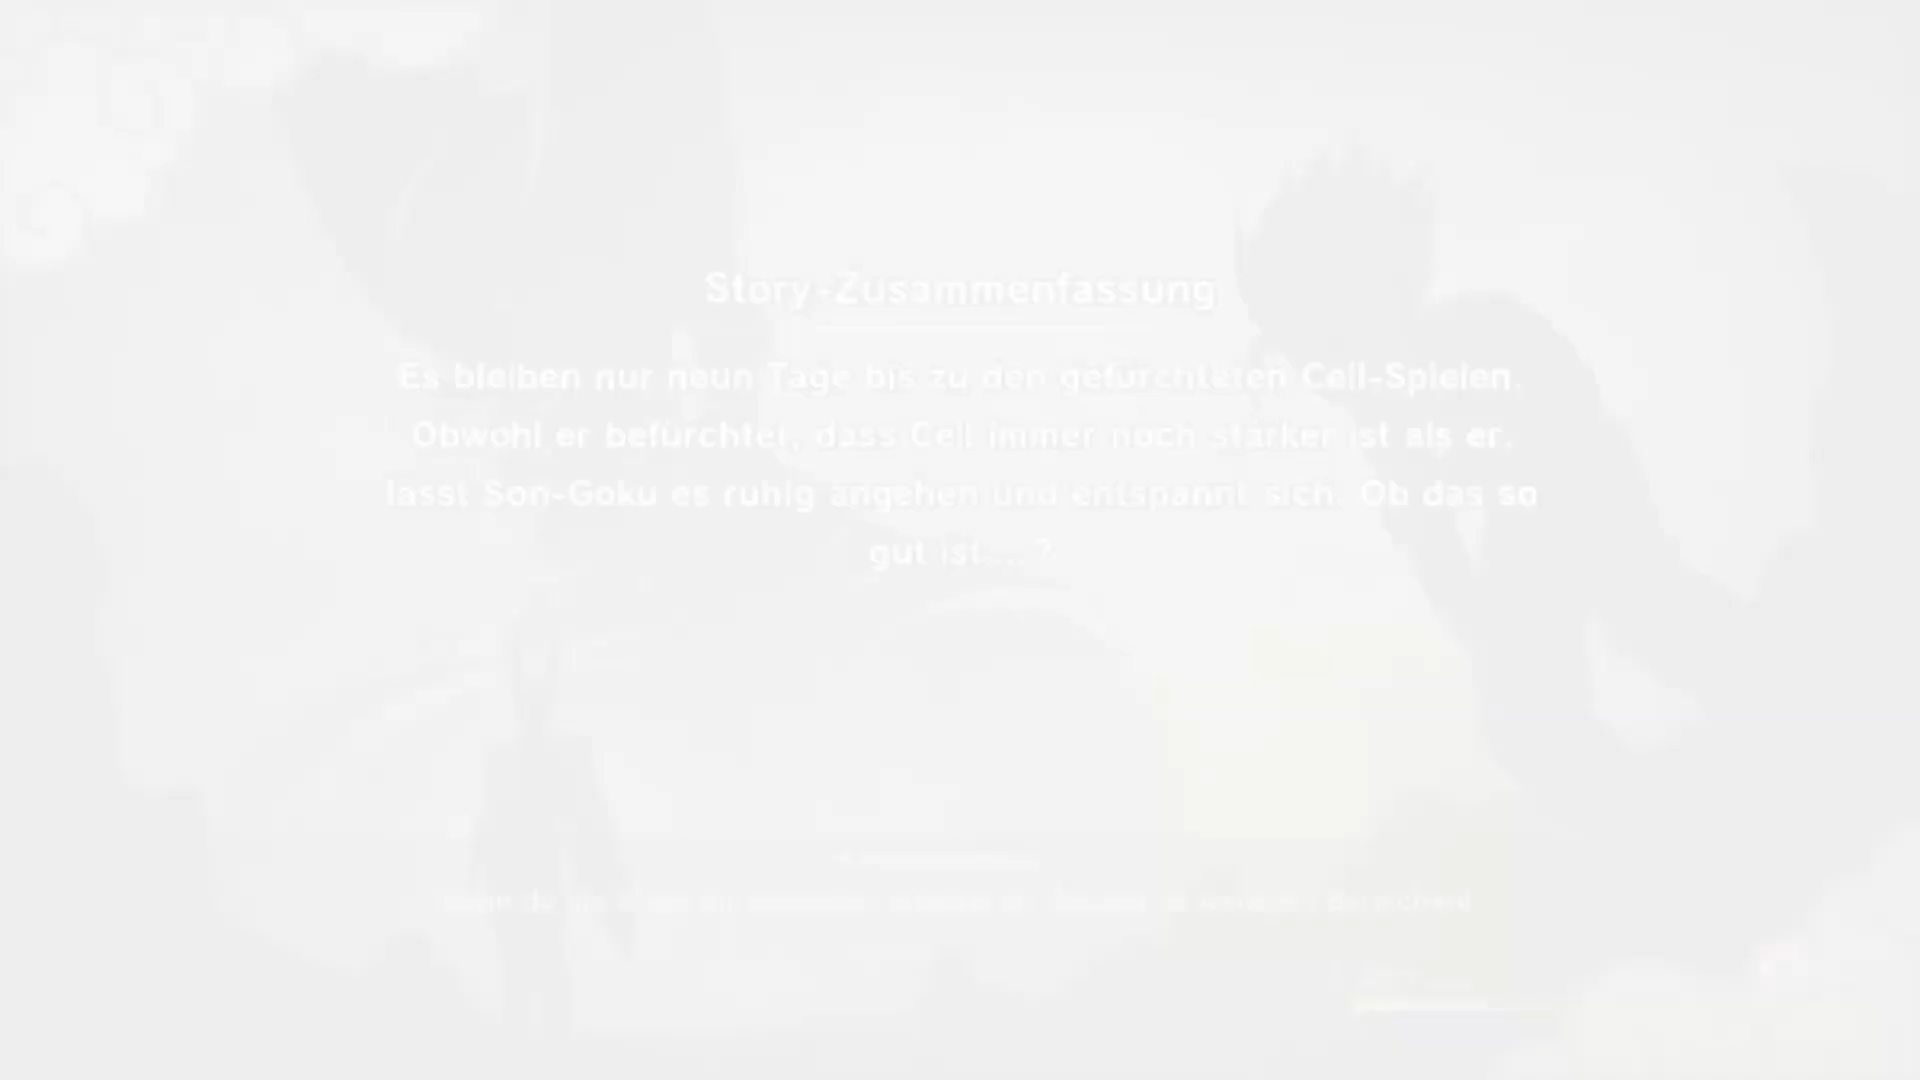 Story-Zusammenfassung
Es bleiben nur neun Tage bis zu den gefürchteten Cell-Spielen.
Obwohl er befürchtet, dass Cell immer noch stärker ist als er,
lässt Son-Goku es ruhig angehen und entspannt sich. Ob das so
gut ist...?